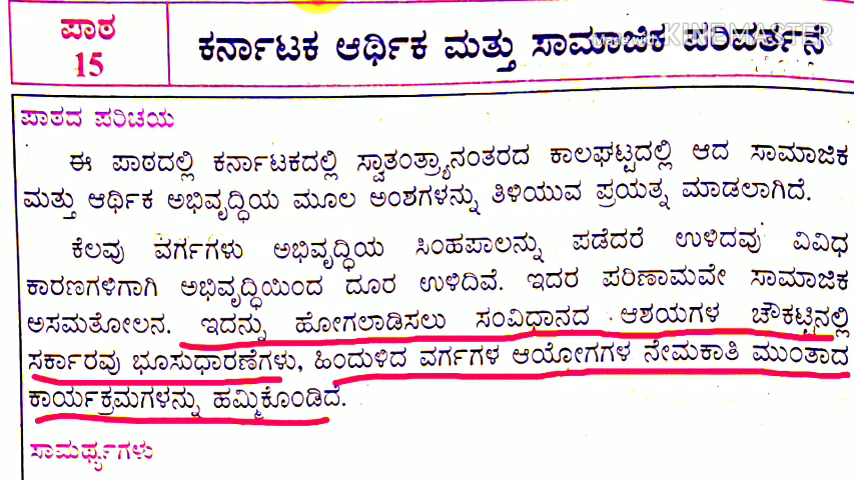 ಪಾಠ
15
ಕರ್ನಾಟಕ ಆರ್ಥಿಕ ಮತ್ತು ಸಾಮಾಜಿಕ ಪರಿವರ್ತನೆ
KINEMASTER
ಪಾಠದ ಪರಿಚಯ
ಈ ಪಾಠದಲ್ಲಿ ಕರ್ನಾಟಕದಲ್ಲಿ ಸ್ವಾತಂತ್ರ್ಯಾನಂತರದ ಕಾಲಘಟ್ಟದಲ್ಲಿ ಆದ ಸಾಮಾಜಿಕ
ಮತ್ತು ಆರ್ಥಿಕ ಅಭಿವೃದ್ಧಿಯ ಮೂಲ ಅಂಶಗಳನ್ನು ತಿಳಿಯುವ ಪ್ರಯತ್ನ ಮಾಡಲಾಗಿದೆ.
ಕೆಲವು ವರ್ಗಗಳು ಅಭಿವೃದ್ಧಿಯ ಸಿಂಹಪಾಲನ್ನು ಪಡೆದರೆ ಉಳಿದವು ವಿವಿಧ
ಕಾರಣಗಳಿಗಾಗಿ ಅಭಿವೃದ್ಧಿಯಿಂದ ದೂರ ಉಳಿದಿವೆ. ಇದರ ಪರಿಣಾಮವೇ ಸಾಮಾಜಿಕ
ಅಸಮತೋಲನ. ಇದನ್ನು ಹೋಗಲಾಡಿಸಲು ಸಂವಿಧಾನದ ಆಶಯಗಳ ಚೌಕಟ್ಟಿನಲ್ಲಿ
ಸರ್ಕಾರವು ಭೂಸುಧಾರಣೆಗಳು, ಹಿಂದುಳಿದ ವರ್ಗಗಳ ಆಯೋಗಗಳ ನೇಮಕಾತಿ ಮುಂತಾದ
ಕಾರ್ಯಕ್ರಮಗಳನ್ನು ಹಮ್ಮಿಕೊಂಡಿದೆ.
ಸಾಮರ್ಥ್ಯಗಳು